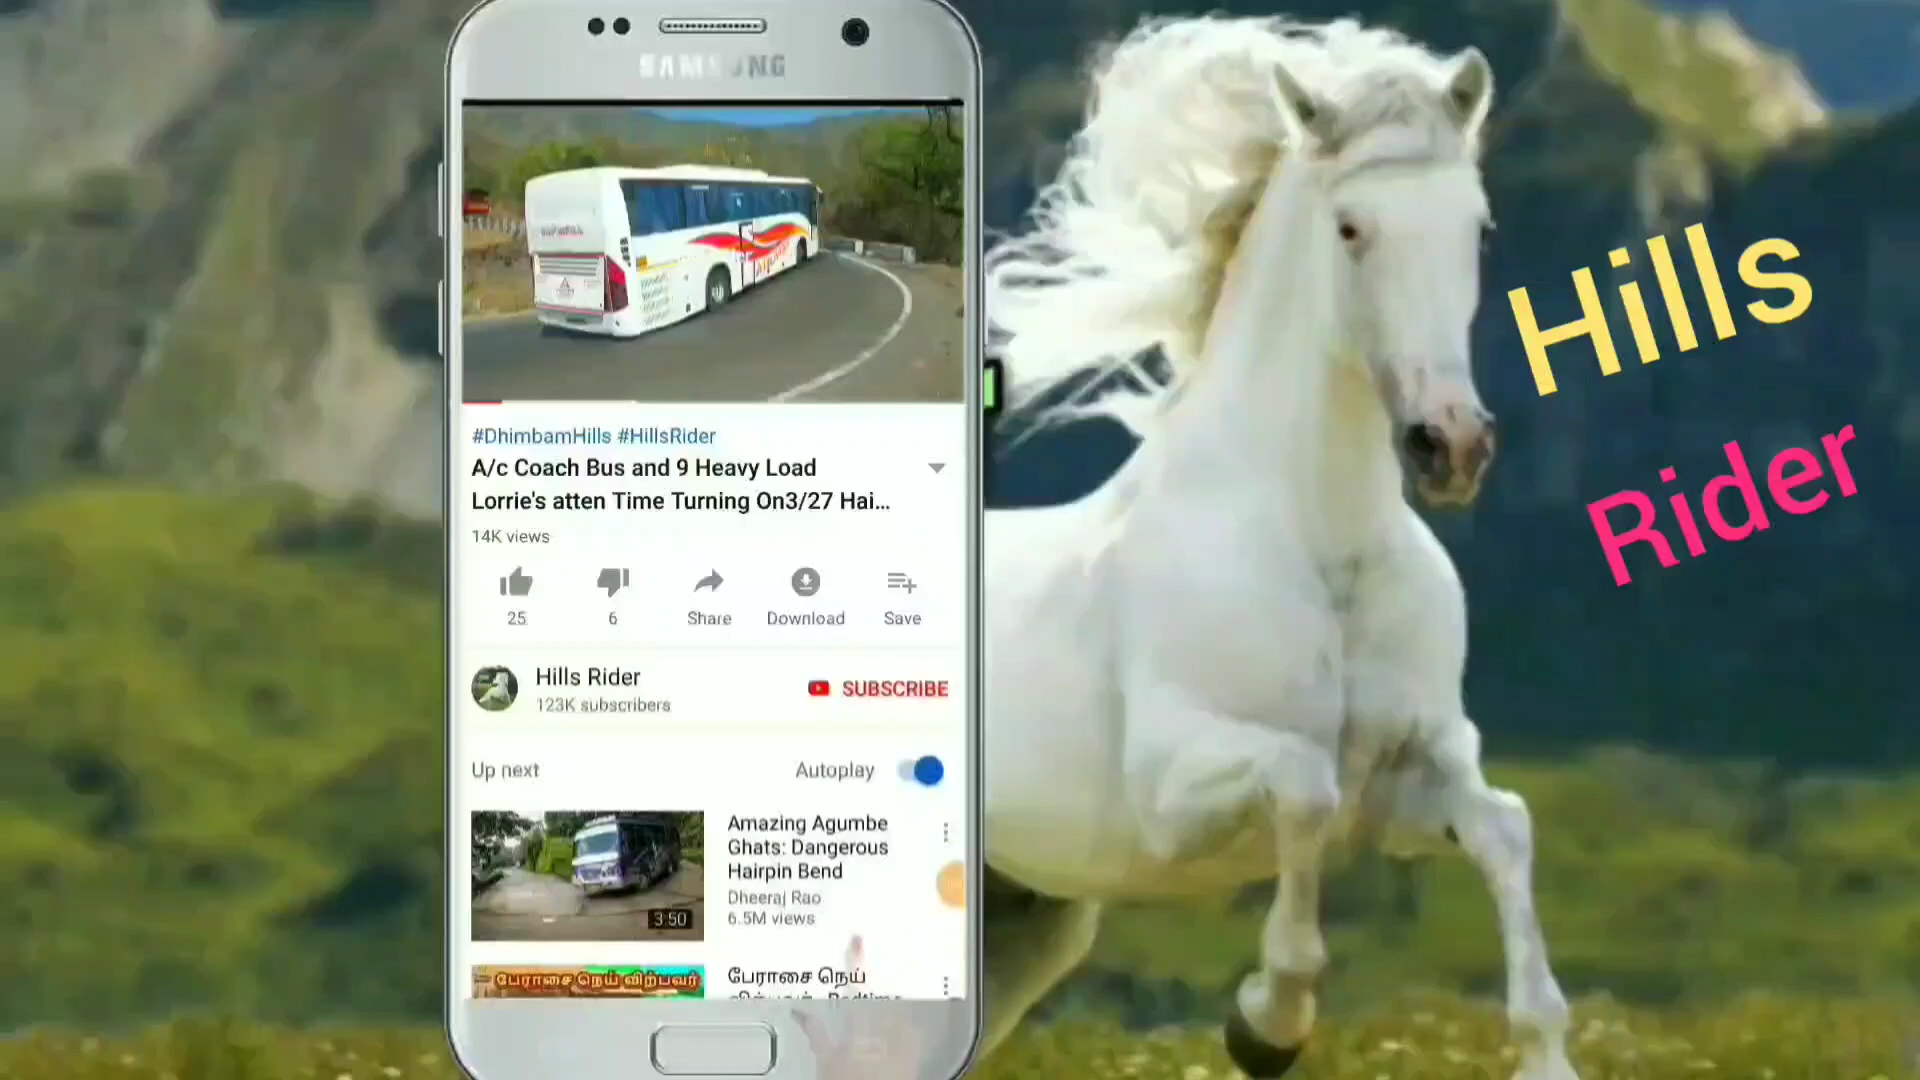 SAMSUNG
#DhimbamHills #HillsRider
A/c Coach Bus and 9 Heavy Load
Lorrie's atten Time Turning On3/27 Hai...
14K views
25
6
Share
Download
Save
Hills Rider
123K subscribers
SUBSCRIBE
Up next
Autoplay
Amazing Agumbe
Ghats: Dangerous
Hairpin Bend
Dheeraj Rao
6.5M views
3:50
பேராசை நெய் விற்பவர்
பேராசை நெய்
Hills
Rider